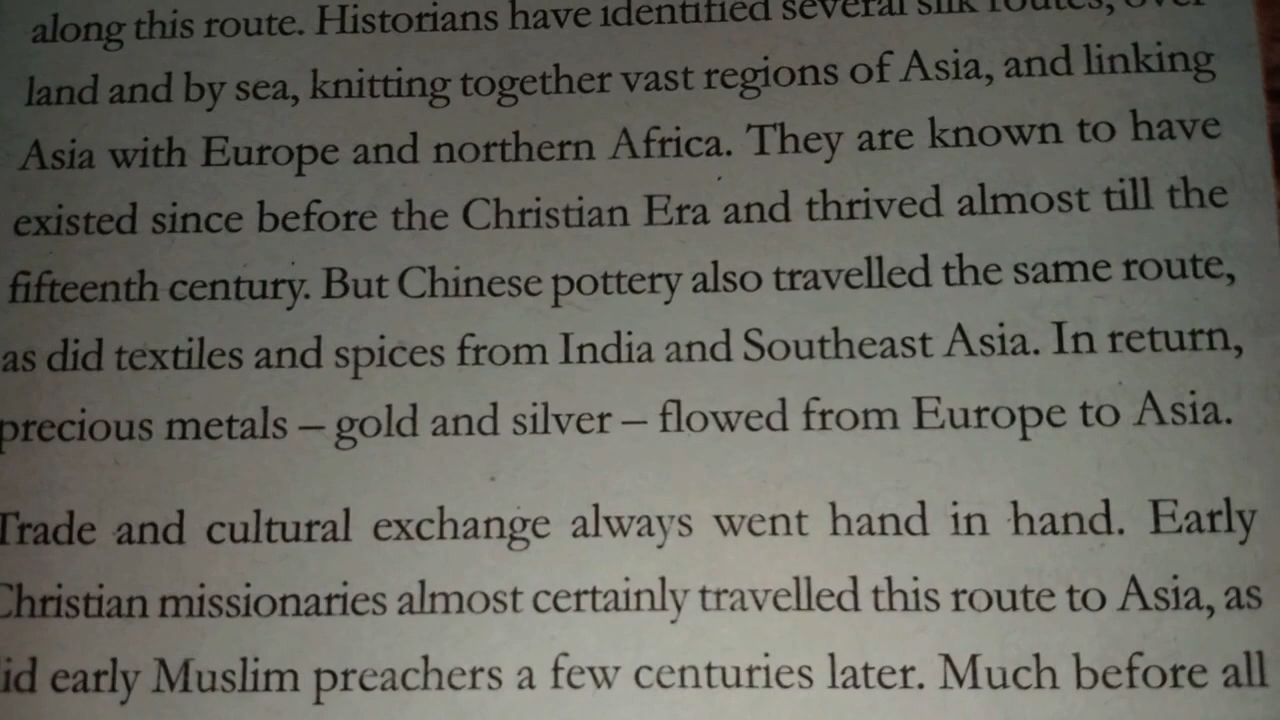 along this route. Historians have identified several silk routes, over
land and by sea, knitting together vast regions of Asia, and linking
Asia with Europe and northern Africa. They are known to have
existed since before the Christian Era and thrived almost till the
fifteenth century. But Chinese pottery also travelled the same route,
as did textiles and spices from India and Southeast Asia. In return,
precious metals – gold and silver – flowed from Europe to Asia.
Trade and cultural exchange always went hand in hand. Early
Christian missionaries almost certainly travelled this route to Asia, as
id early Muslim preachers a few centuries later. Much before all